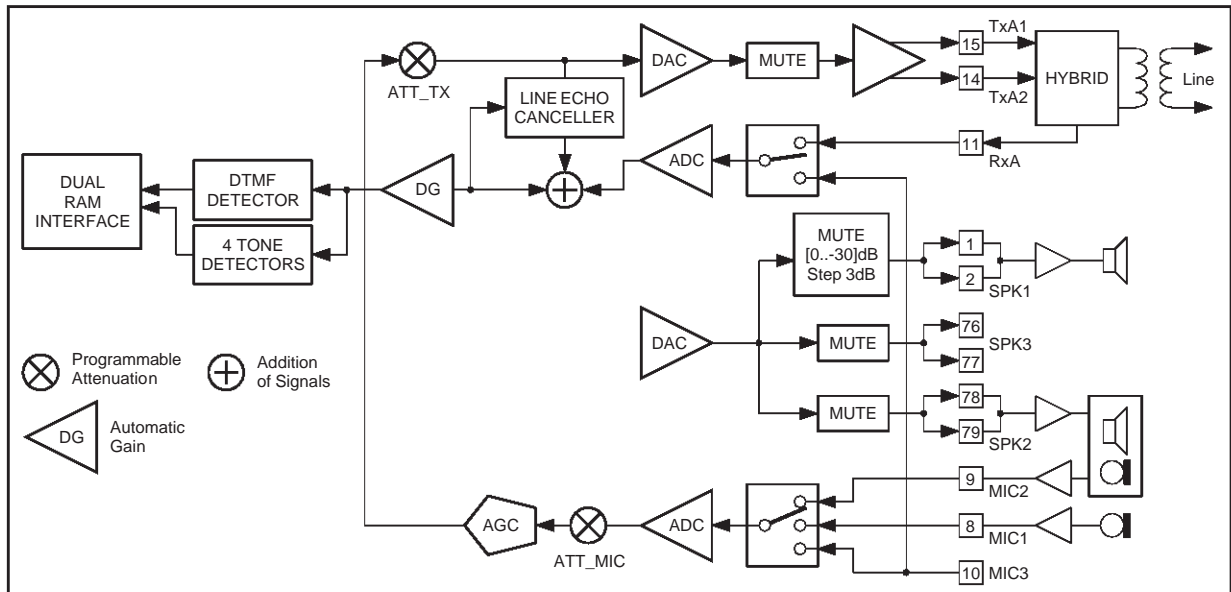 ATT_TX
DAC
MUTE
15
TxA1
14
TxA2
HYBRID
Line
LINE ECHO
CANCELLER
11
RxA
ADC
DUAL
RAM
INTERFACE
DTMF
DETECTOR
DG
4 TONE
DETECTORS
MUTE
[0..-30]dB
Step 3dB
1
2
SPK1
DAC
MUTE
76
SPK3
77
MUTE
78
79
SPK2
Programmable
Attenuation
Addition
of Signals
DG
Automatic
Gain
AGC
ATT_MIC
ADC
9
MIC2
8
MIC1
10
MIC3